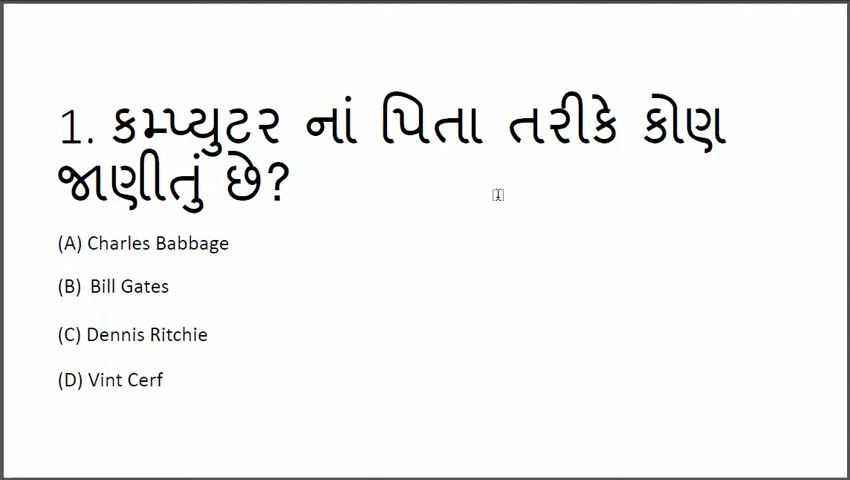 1. કમ્પ્યુટર નાં પિતા તરીકે કોણ
જાણીતું છે?
(A) Charles Babbage
(B) Bill Gates
(C) Dennis Ritchie
(D) Vint Cerf